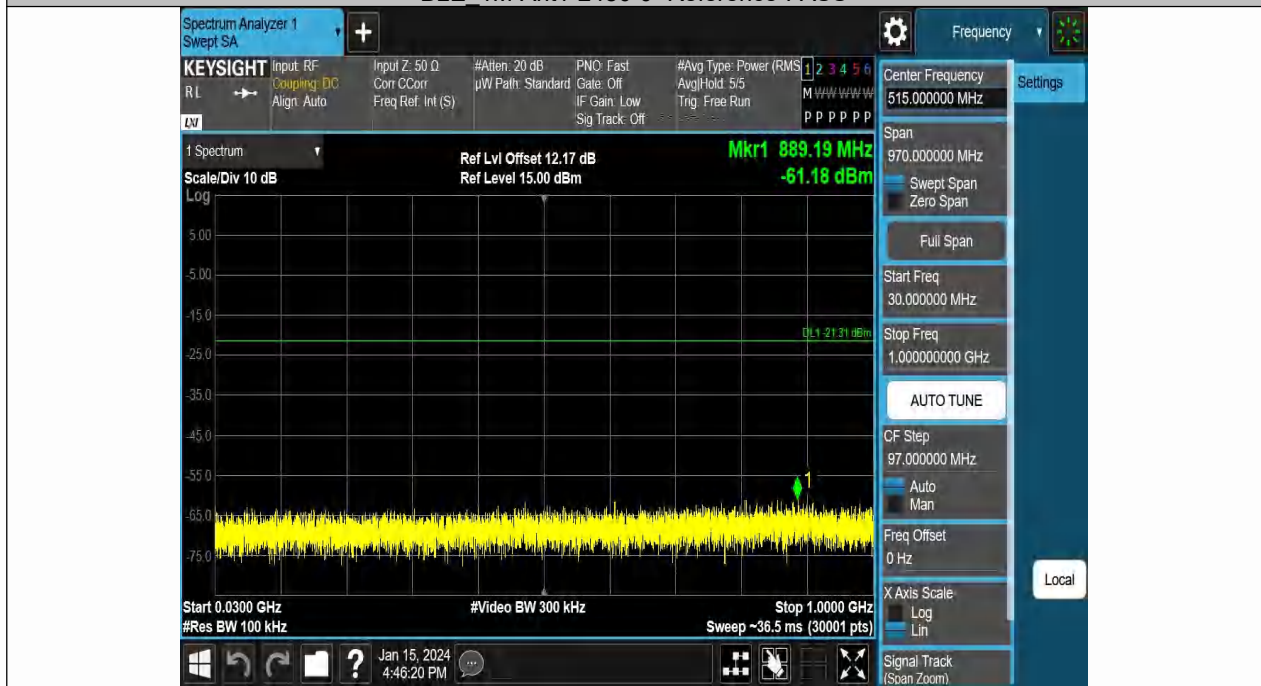 Spectrum Analyzer 1
Swept SA
Frequency
KEYSIGHT
RL
LXI
Input: RF
Coupling: DC
Align: Auto
Input Z: 50 Ω
Corr CCorr
Freq Ref: Int (S)
#Atten: 20 dB
µW Path: Standard
PNO: Fast
Gate: Off
IF Gain: Low
Sig Track: Off
#Avg Type: Power (RMS
Avg|Hold: 5/5
Trig: Free Run
1 2 3 4 5 6
M W W W W W
P P P P P P
Center Frequency
515.000000 MHz
Settings
1 Spectrum
Scale/Div 10 dB
Ref Lvl Offset 12.17 dB
Ref Level 15.00 dBm
Mkr1 889.19 MHz
-61.18 dBm
Span
970.000000 MHz
Swept Span
Zero Span
Full Span
Log
5.00
-5.00
-15.0
-25.0
-35.0
-45.0
-55.0
-65.0
-75.0
DL1 -21.31 dBm
1
Start Freq
30.000000 MHz
Stop Freq
1.000000000 GHz
AUTO TUNE
CF Step
97.000000 MHz
Auto
Man
Freq Offset
0 Hz
X Axis Scale
Log
Lin
Local
Start 0.0300 GHz
#Res BW 100 kHz
#Video BW 300 kHz
Stop 1.0000 GHz
Sweep ~36.5 ms (30001 pts)
Jan 15, 2024
4:46:20 PM
?
Signal Track
(Span Zoom)